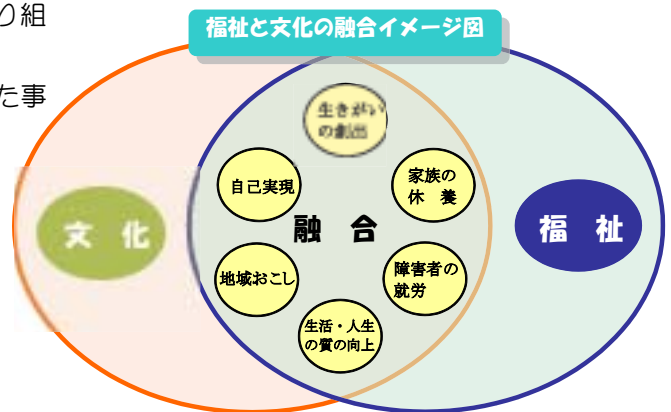 り組
た事
福祉と文化の融合イメージ図
生きがい
の創出
自己実現
家族の
休 養
文 化
融 合
福 祉
地域おこし
障害者の
就労
生活・人生
の質の向上